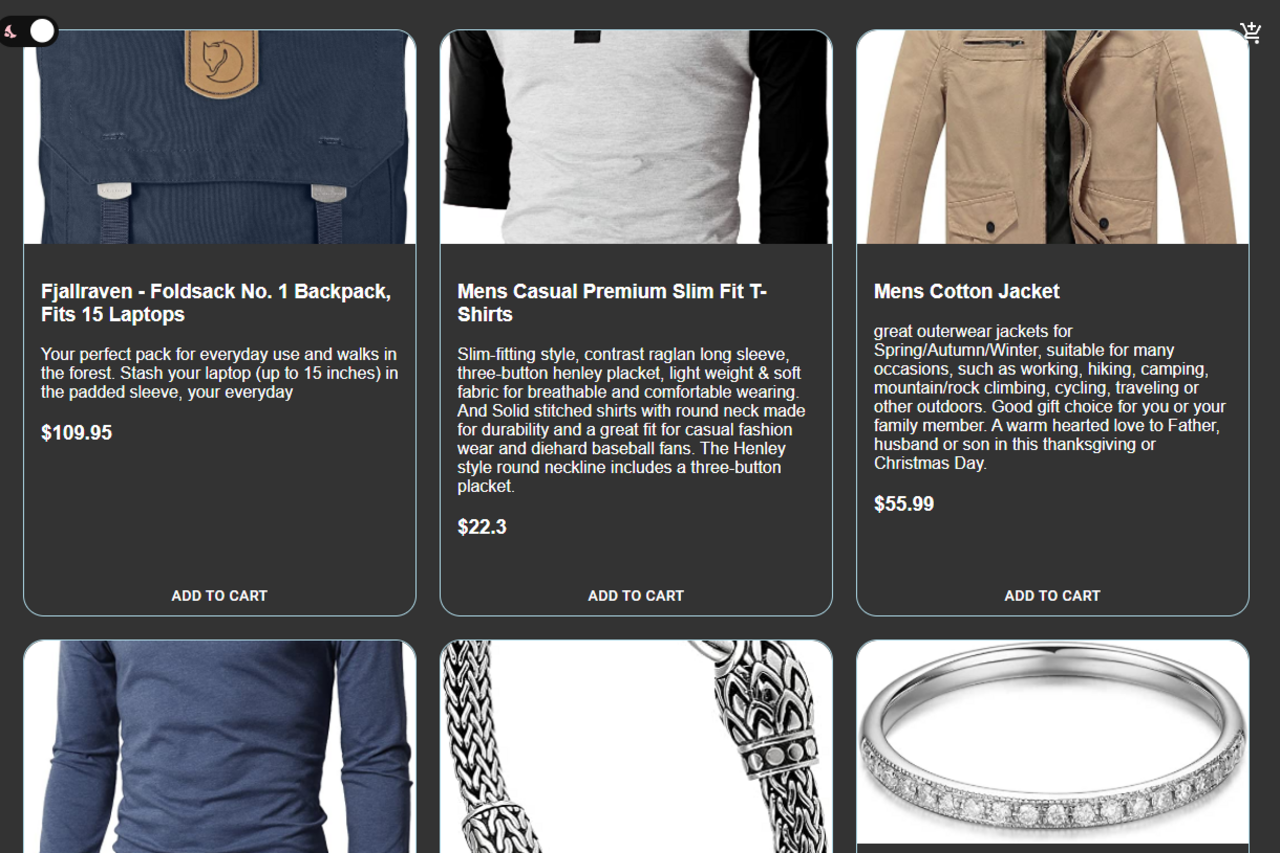 Fjallraven - Foldsack No. 1 Backpack,
Fits 15 Laptops
Your perfect pack for everyday use and walks in
the forest. Stash your laptop (up to 15 inches) in
the padded sleeve, your everyday
$109.95
ADD TO CART
Mens Casual Premium Slim Fit T-
Shirts
Slim-fitting style, contrast raglan long sleeve,
three-button henley placket, light weight & soft
fabric for breathable and comfortable wearing.
And Solid stitched shirts with round neck made
for durability and a great fit for casual fashion
wear and diehard baseball fans. The Henley
style round neckline includes a three-button
placket.
$22.3
ADD TO CART
Mens Cotton Jacket
great outerwear jackets for
Spring/Autumn/Winter, suitable for many
occasions, such as working, hiking, camping,
mountain/rock climbing, cycling, traveling or
other outdoors. Good gift choice for you or your
family member. A warm hearted love to Father,
husband or son in this thanksgiving or
Christmas Day.
$55.99
ADD TO CART